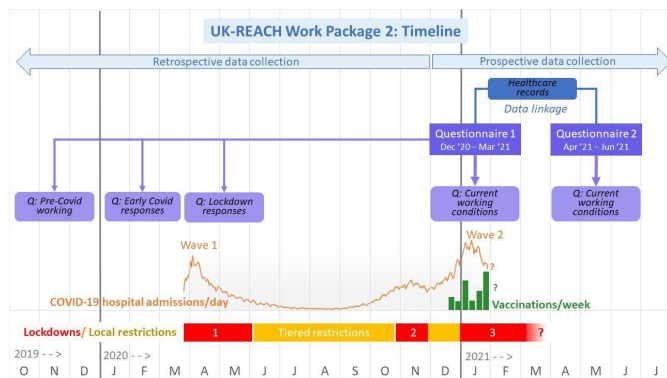 UK-REACH Work Package 2: Timeline
Retrospective data collection
Prospective data collection
Healthcare
records
Data linkage
Questionnaire 1
Dec '20 – Mar '21
Questionnaire 2
Apr '21 – Jun '21
Q: Pre-Covid
working
Q: Early Covid
responses
Q: Lockdown
responses
Q: Current
working
conditions
Q: Current
working
conditions
Wave 1
Wave 2
?
?
COVID-19 hospital admissions/day
Vaccinations/week
Lockdowns/ Local restrictions
1
Tiered restrictions
2
3
?
2019 - - >
2020 - - >
2021 - - >
O N D J F M A M J J A S O N D J F M A M J J